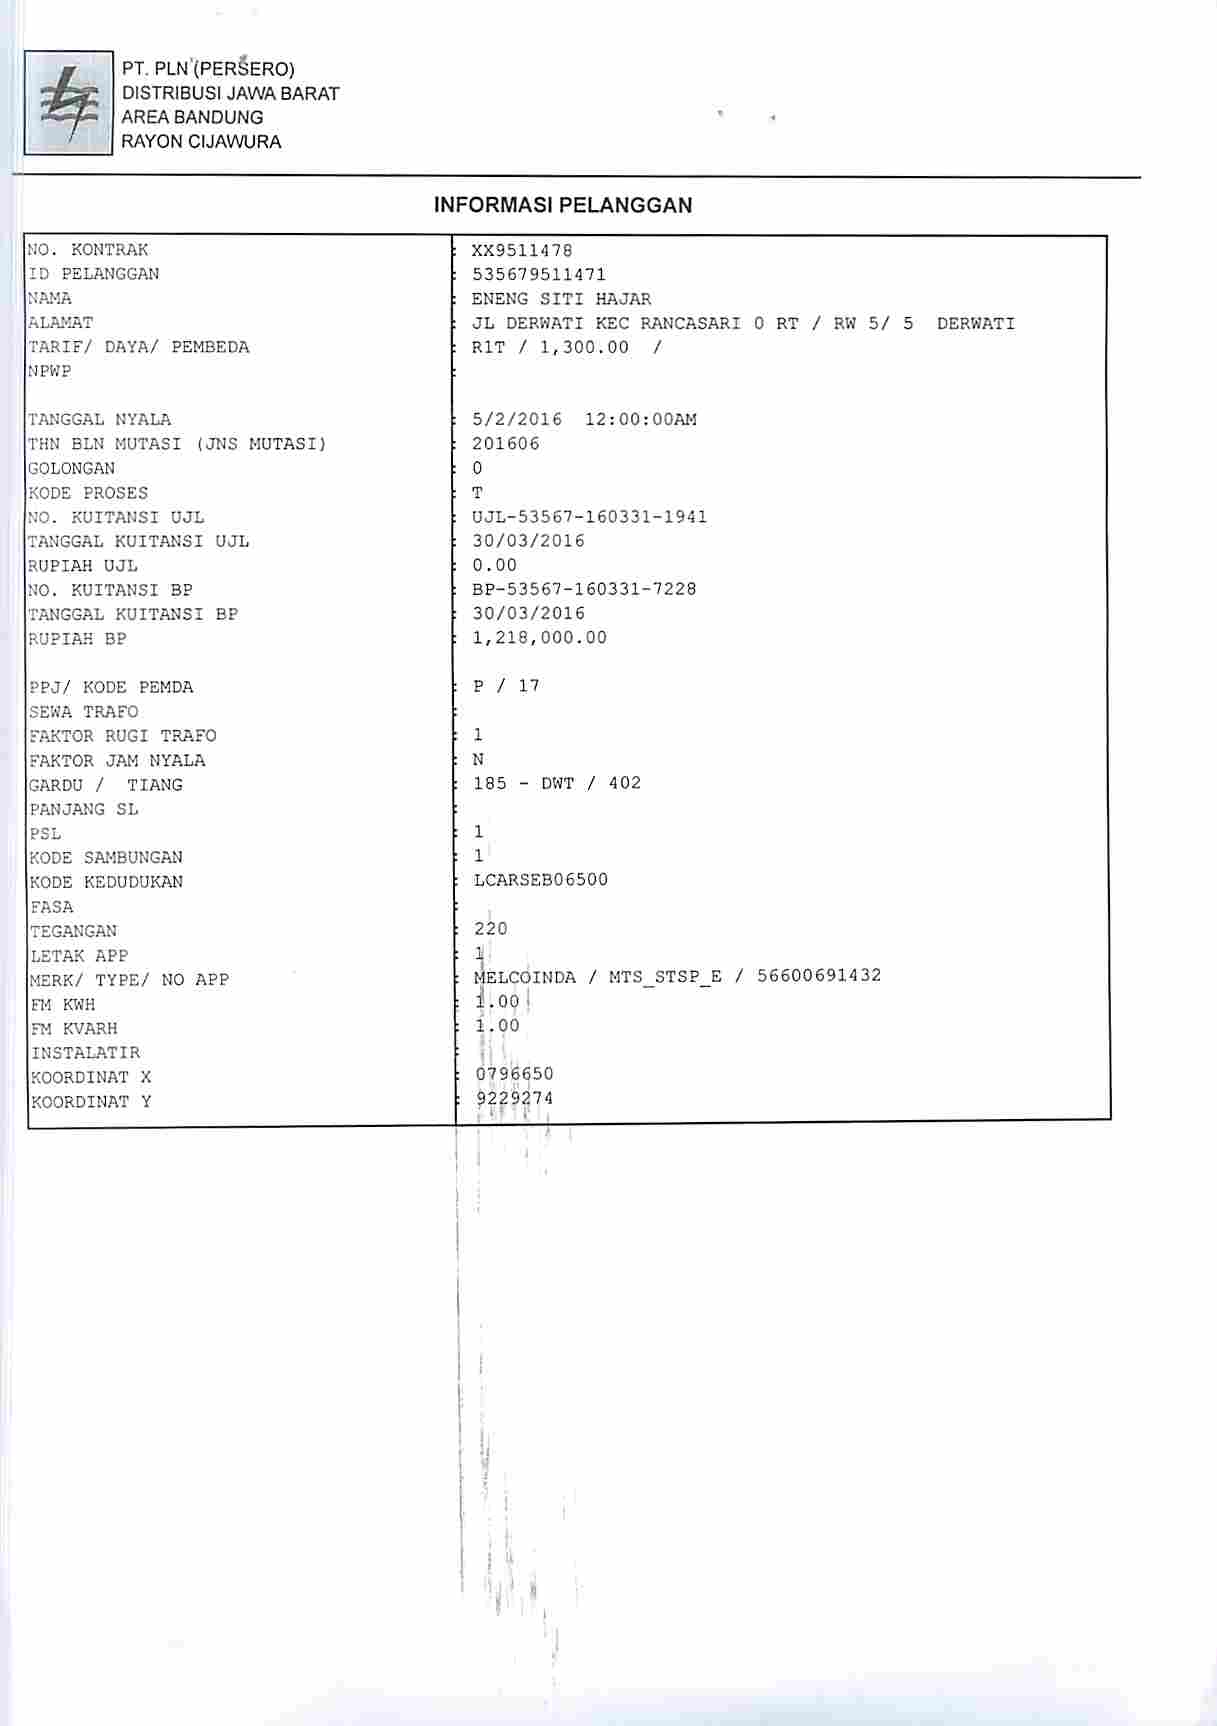 PT. PLN (PERSERO)
DISTRIBUSI JAWA BARAT
AREA BANDUNG
RAYON CIJAWURA
INFORMASI PELANGGAN
NO. KONTRAK : XX9511478
ID PELANGGAN : 535679511471
NAMA : ENENG SITI HAJAR
ALAMAT : JL DERWATI KEC RANCASARI 0 RT / RW 5/ 5 DERWATI
TARIF/ DAYA/ PEMBEDA : R1T / 1,300.00 /
NPWP :
TANGGAL NYALA : 5/2/2016 12:00:00AM
THN BLN MUTASI (JNS MUTASI) : 201606
GOLONGAN : 0
KODE PROSES : T
NO. KUITANSI UJL : UJL-53567-160331-1941
TANGGAL KUITANSI UJL : 30/03/2016
RUPIAH UJL : 0.00
NO. KUITANSI BP : BP-53567-160331-7228
TANGGAL KUITANSI BP : 30/03/2016
RUPIAH BP : 1,218,000.00
PPJ/ KODE PEMDA : P / 17
SEWA TRAFO :
FAKTOR RUGI TRAFO : 1
FAKTOR JAM NYALA : N
GARDU / TIANG : 185 - DWT / 402
PANJANG SL :
PSL : 1
KODE SAMBUNGAN : 1
KODE KEDUDUKAN : LCARSEB06500
FASA :
TEGANGAN : 220
LETAK APP : 1
MERK/ TYPE/ NO APP : MELCOINDA / MTS_STSP_E / 56600691432
FM KWH : 1.00
FM KVARH : 1.00
INSTALATIR :
KOORDINAT X : 0796650
KOORDINAT Y : 9229274